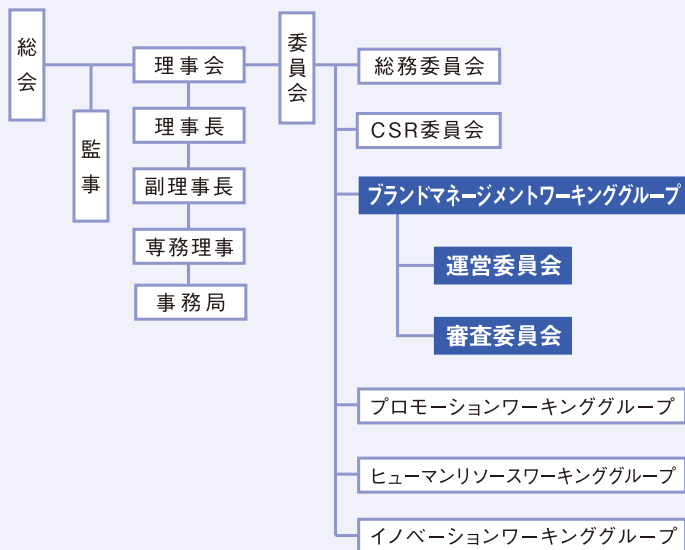 総会
監事
理事会
理事長
副理事長
専務理事
事務局
委員会
総務委員会
CSR委員会
ブランドマネージメントワーキンググループ
運営委員会
審査委員会
プロモーションワーキンググループ
ヒューマンリソースワーキンググループ
イノベーションワーキンググループ